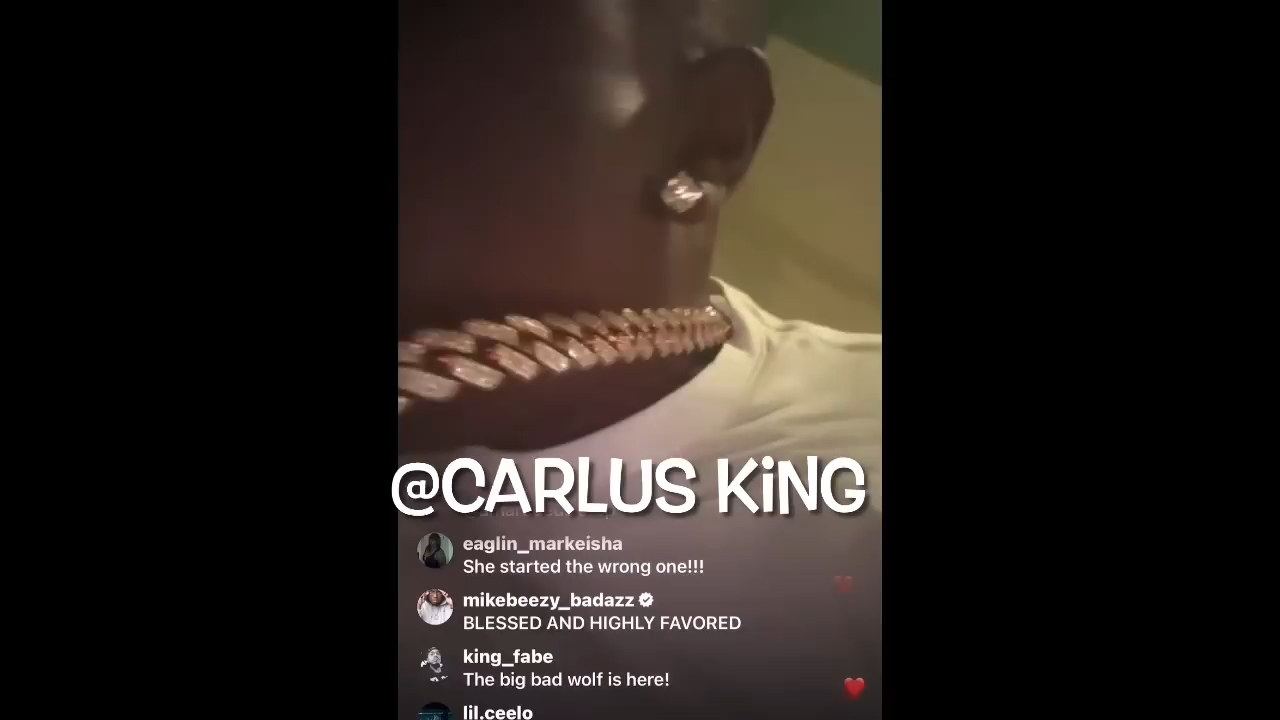 @CARLUS KiNG
eaglin_markeisha
She started the wrong one!!!
mikebeezy_badazz
BLESSED AND HIGHLY FAVORED
king_fabe
The big bad wolf is here!
lil.ceelo